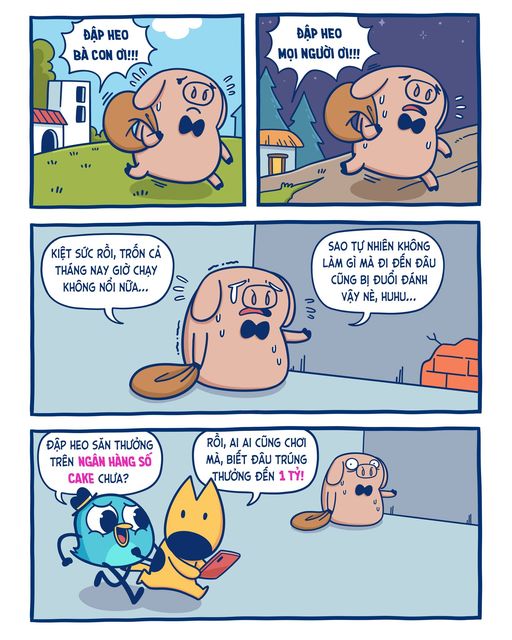 ĐẬP HEO
BÀ CON ƠI!!!
ĐẬP HEO
MỌI NGƯỜI ƠI!!!
KIỆT SỨC RỒI, TRỐN CẢ
THÁNG NAY GIỜ CHẠY
KHÔNG NỔI NỮA...
SAO TỰ NHIÊN KHÔNG
LÀM GÌ MÀ ĐI ĐẾN ĐÂU
CŨNG BỊ ĐUỔI ĐÁNH
VẬY NÈ, HUHU...
ĐẬP HEO SĂN THƯỞNG
TRÊN NGÂN HÀNG SỐ
CAKE CHƯA?
RỒI, AI AI CŨNG CHƠI
MÀ, BIẾT ĐÂU TRÚNG
THƯỞNG ĐẾN 1 TỶ!